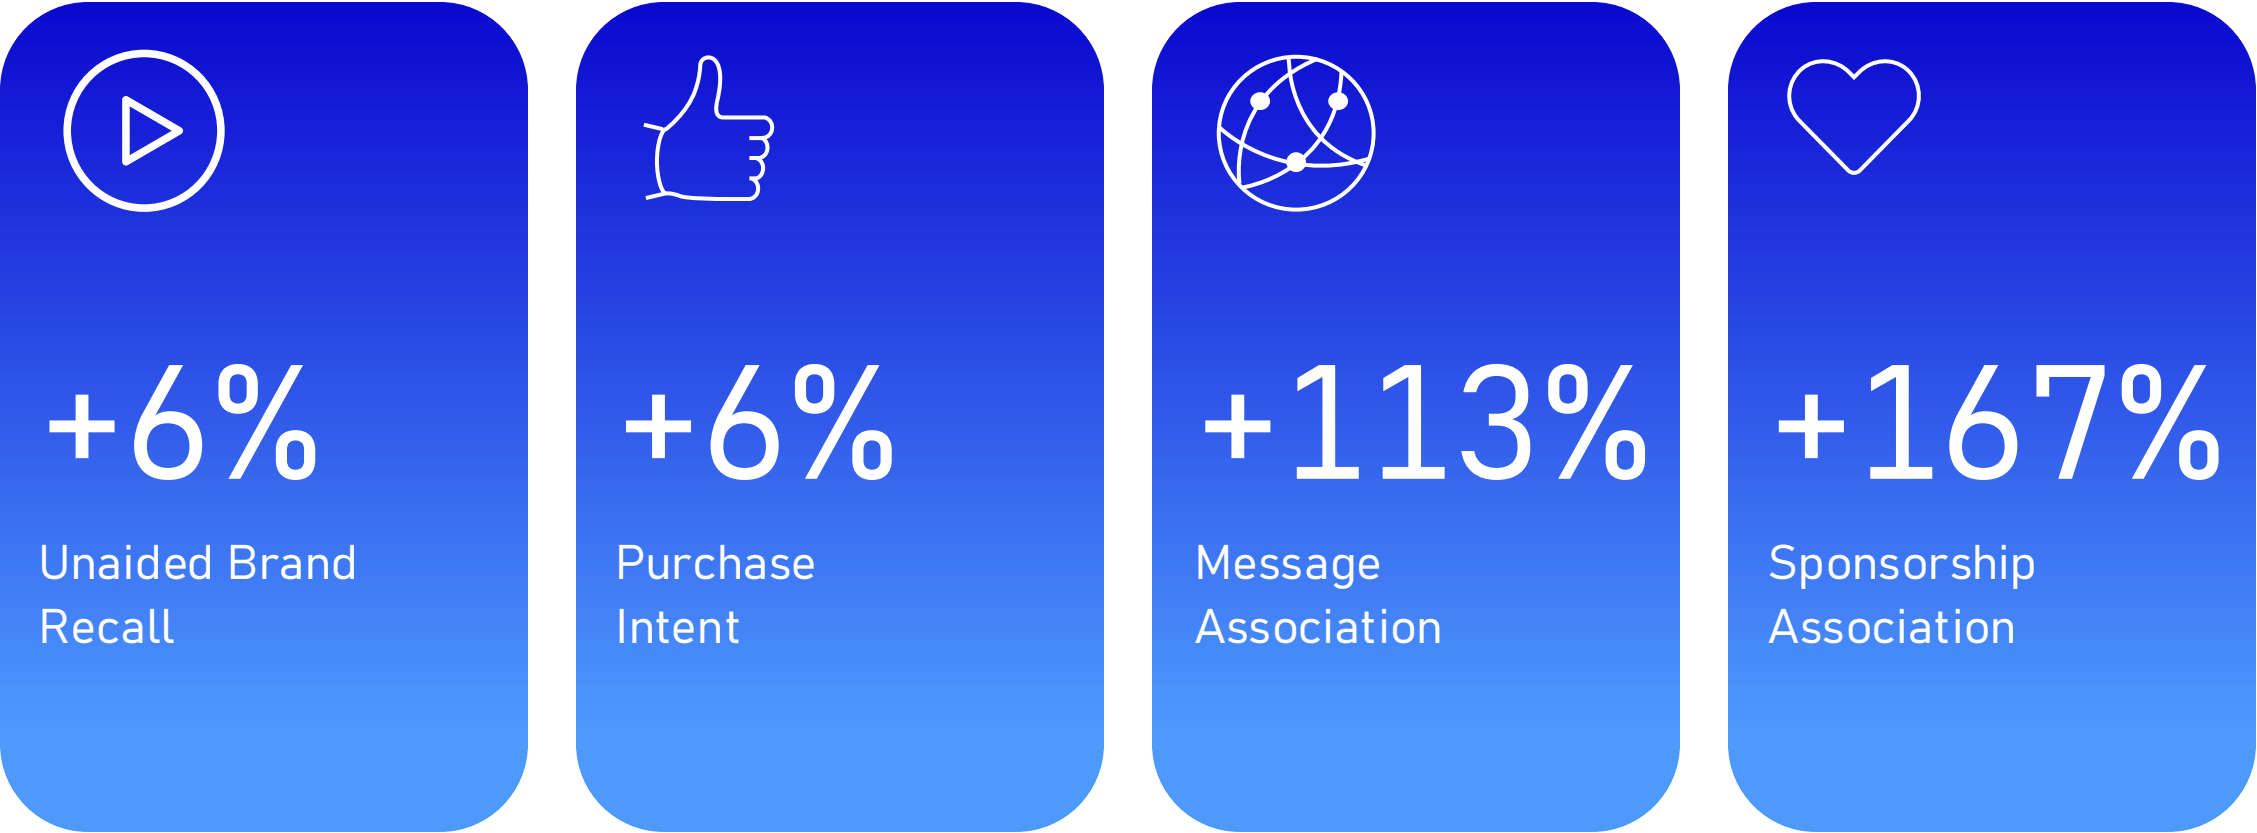 +6%
Unaided Brand
Recall
+6%
Purchase
Intent
+113%
Message
Association
+167%
Sponsorship
Association